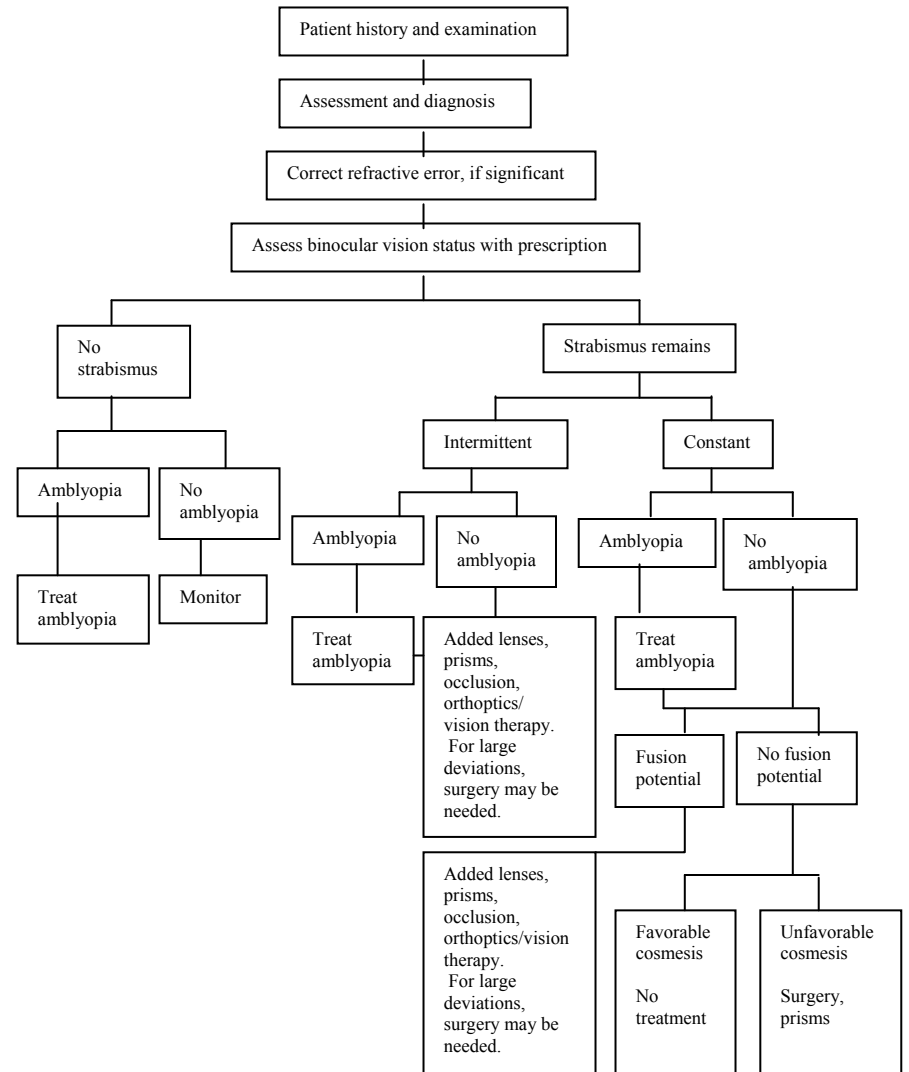 Patient history and examination
Assessment and diagnosis
Correct refractive error, if significant
Assess binocular vision status with prescription
No
strabismus
Strabismus remains
Intermittent
Constant
Amblyopia
No
amblyopia
Amblyopia
No
amblyopia
Amblyopia
No
amblyopia
Treat
amblyopia
Monitor
Treat
amblyopia
Added lenses,
prisms,
occlusion,
orthoptics/
vision therapy.
For large
deviations,
surgery may be
needed.
Treat
amblyopia
Fusion
potential
No fusion
potential
Added lenses,
prisms,
occlusion,
orthoptics/vision
therapy.
For large
deviations,
surgery may be
needed.
Favorable
cosmesis
No
treatment
Unfavorable
cosmesis
Surgery,
prisms